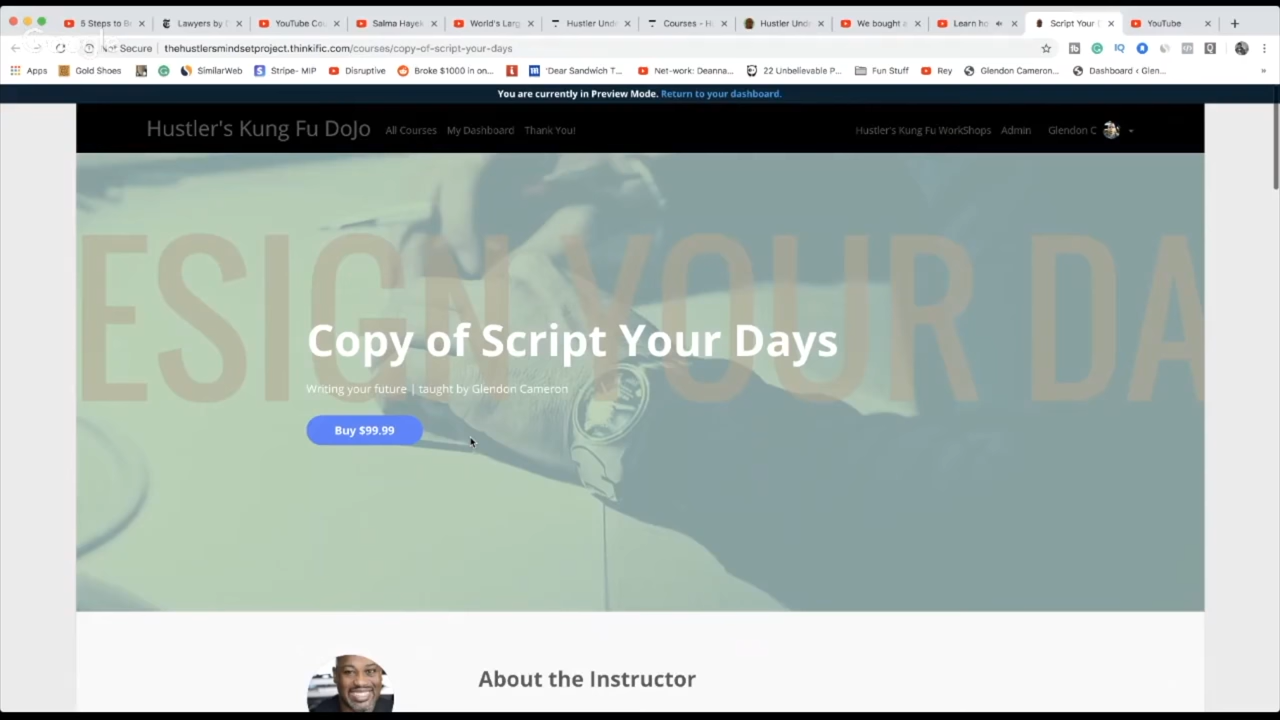 5 Steps to B
Lawyers by
YouTube Co
Salma Haye
World's Larg
Hustler Und
Courses - H
Hustler Und
We bought a
Learn ho
Script Your
YouTube
Not Secure
thehustlersmindsetproject.thinkific.com/courses/copy-of-script-your-days
Apps
Gold Shoes
SimilarWeb
Stripe- MIP
Disruptive
Broke $1000 in on...
'Dear Sandwich T...
Net-work: Deanna...
22 Unbelievable P...
Fun Stuff
Rey
Glendon Cameron...
Dashboard ‹ Glen...
You are currently in Preview Mode. Return to your dashboard.
Hustler's Kung Fu DoJo
All Courses
My Dashboard
Thank You!
Hustler's Kung Fu WorkShops
Admin
Glendon C
ESIGN YOUR DA
Copy of Script Your Days
Writing your future | taught by Glendon Cameron
Buy $99.99
About the Instructor